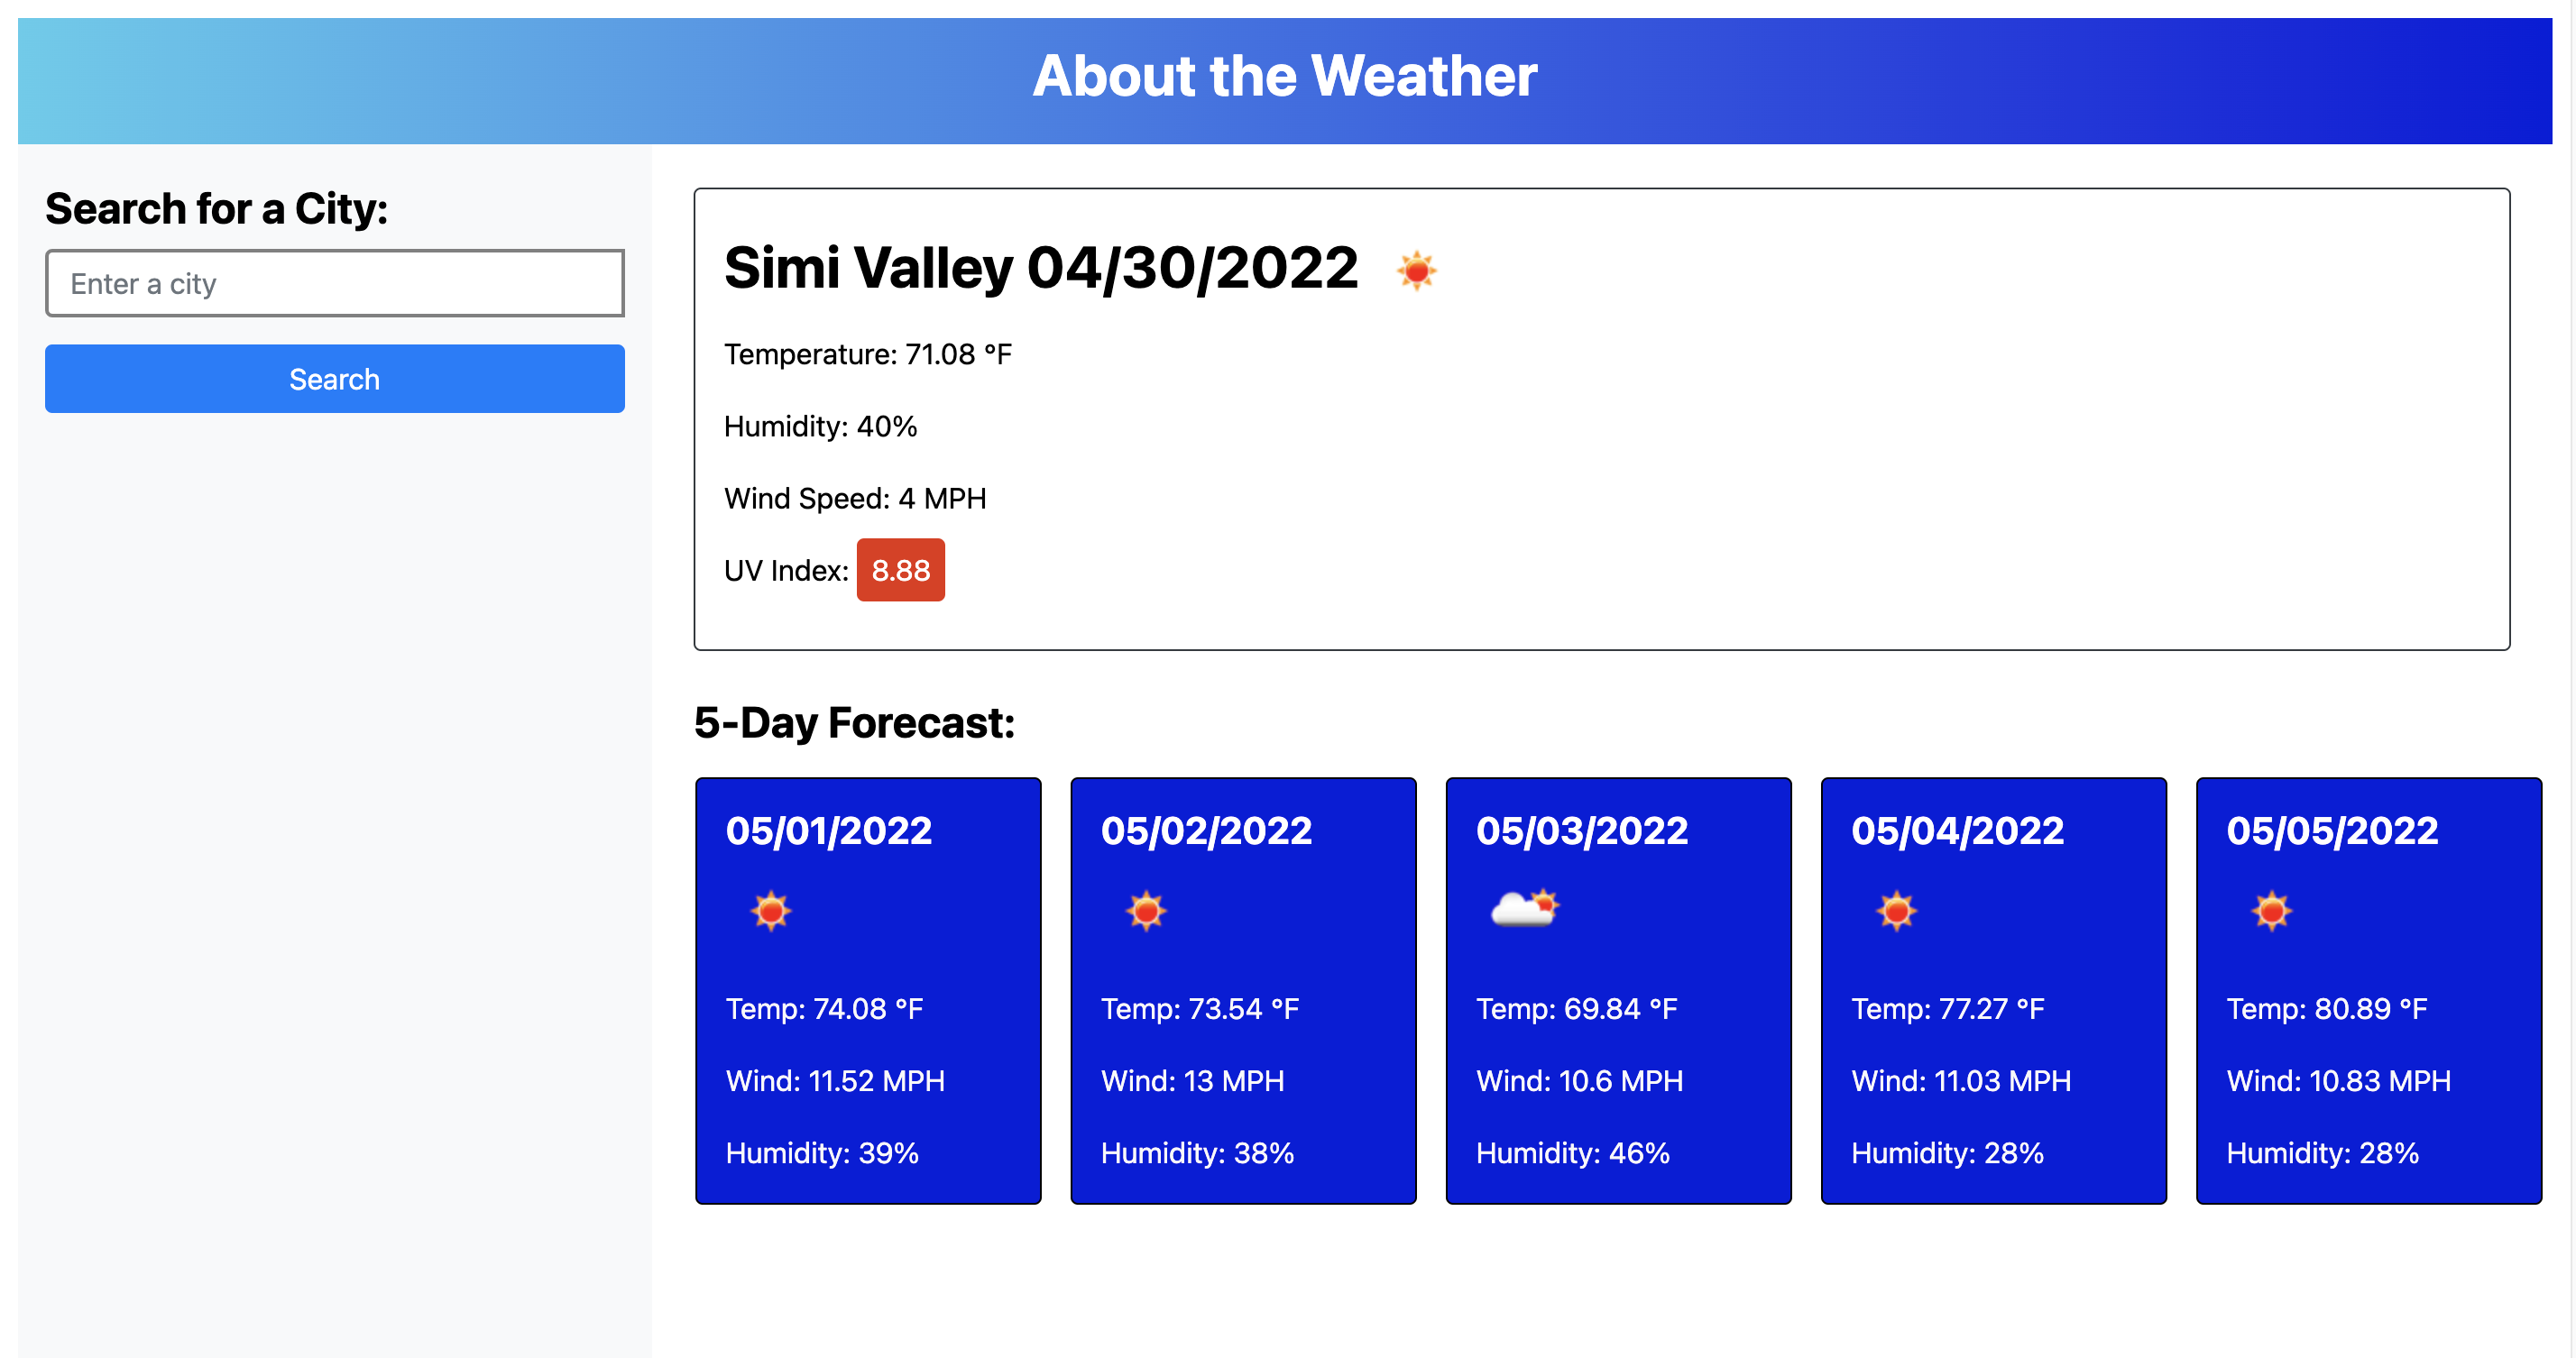 About the Weather
Search for a City:
Enter a city
Search
Simi Valley 04/30/2022
Temperature: 71.08 °F
Humidity: 40%
Wind Speed: 4 MPH
UV Index: 8.88
5-Day Forecast:
05/01/2022
Temp: 74.08 °F
Wind: 11.52 MPH
Humidity: 39%
05/02/2022
Temp: 73.54 °F
Wind: 13 MPH
Humidity: 38%
05/03/2022
Temp: 69.84 °F
Wind: 10.6 MPH
Humidity: 46%
05/04/2022
Temp: 77.27 °F
Wind: 11.03 MPH
Humidity: 28%
05/05/2022
Temp: 80.89 °F
Wind: 10.83 MPH
Humidity: 28%